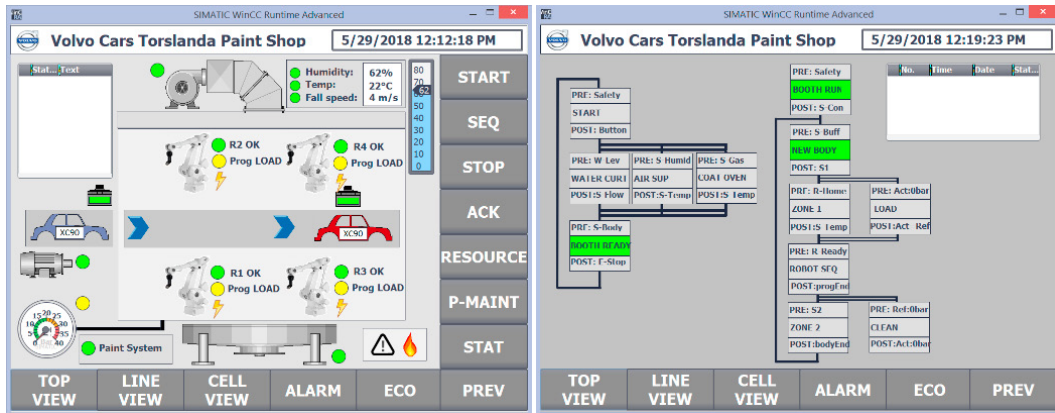 SIMATIC WinCC Runtime Advanced
Volvo Cars Torslanda Paint Shop
5/29/2018 12:12:18 PM
Stat... Text
Humidity: 62%
Temp: 22°C
Fall speed: 4 m/s
80
70
62
50
40
30
20
10
0
START
SEQ
STOP
ACK
RESOURCE
P-MAINT
STAT
R2 OK
Prog LOAD
R4 OK
Prog LOAD
XC90
XC90
R1 OK
Prog LOAD
R3 OK
Prog LOAD
Paint System
TOP VIEW
LINE VIEW
CELL VIEW
ALARM
ECO
PREV
SIMATIC WinCC Runtime Advanced
Volvo Cars Torslanda Paint Shop
5/29/2018 12:19:23 PM
No. Time Date Stat...
PRE: Safety
START
POST: Button
PRE: W Lev
WATER CURT
POST:S Flow
PRE: S Humid
AIR SUP
POST:S-Temp
PRE: S Gas
COAT OVEN
POST:S Temp
PRE: S-Body
BOOTH READY
POST: E-Stop
PRE: Safety
BOOTH RUN
POST: S-Con
PRE: S Buff
NEW BODY
POST: S1
PRE: R-Home
ZONE 1
POST:S Temp
PRE: Act:0bar
LOAD
POST:Act Ref
PRE: R Ready
ROBOT SEQ
POST:progEnd
PRE: S2
ZONE 2
POST:bodyEnd
PRE: Ref:0bar
CLEAN
POST:Act:0bar
TOP VIEW
LINE VIEW
CELL VIEW
ALARM
ECO
PREV